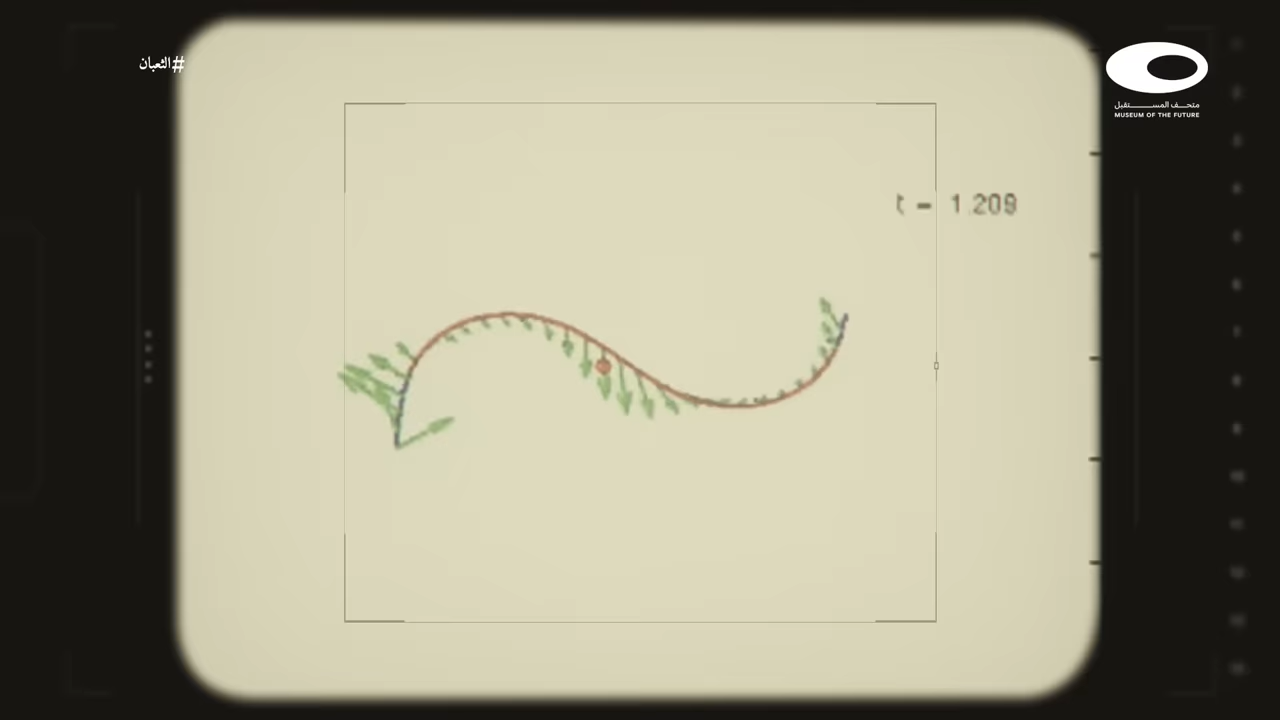 #الثعبان
متحف المستقبل
MUSEUM OF THE FUTURE
t = 1.209